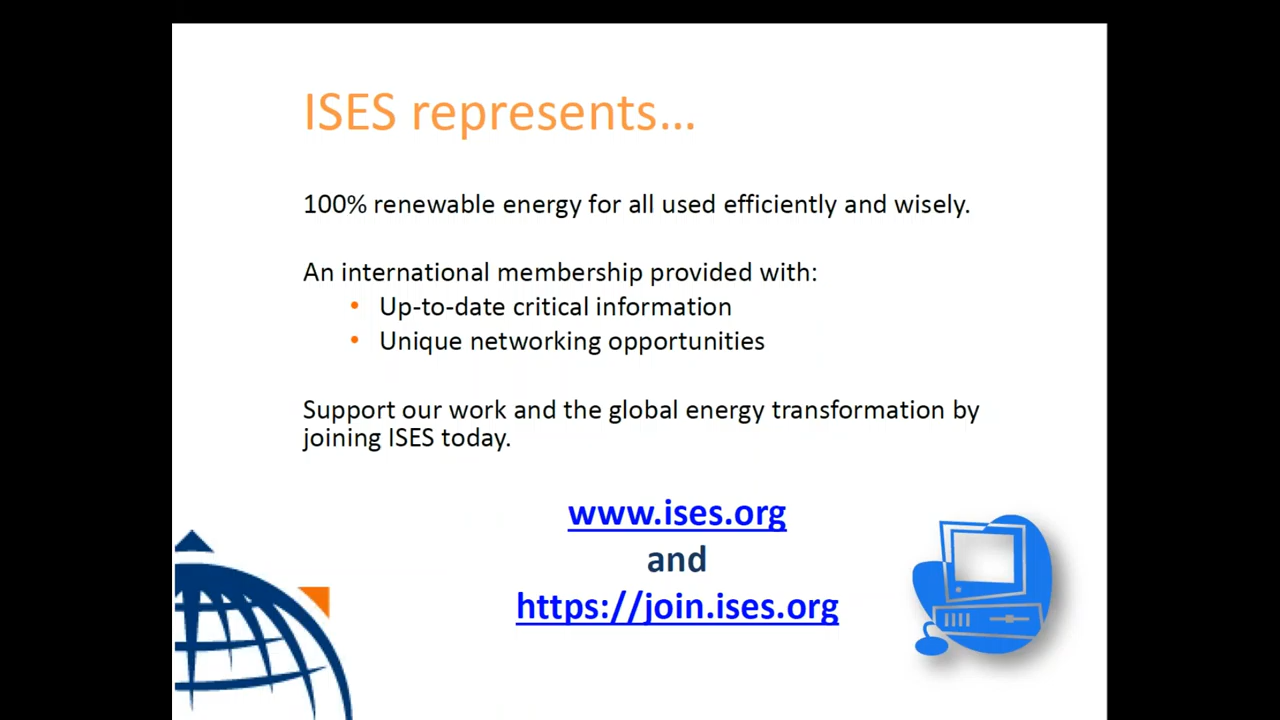 ISES represents...
100% renewable energy for all used efficiently and wisely.
An international membership provided with:
• Up-to-date critical information
• Unique networking opportunities
Support our work and the global energy transformation by
joining ISES today.
www.ises.org
and
https://join.ises.org